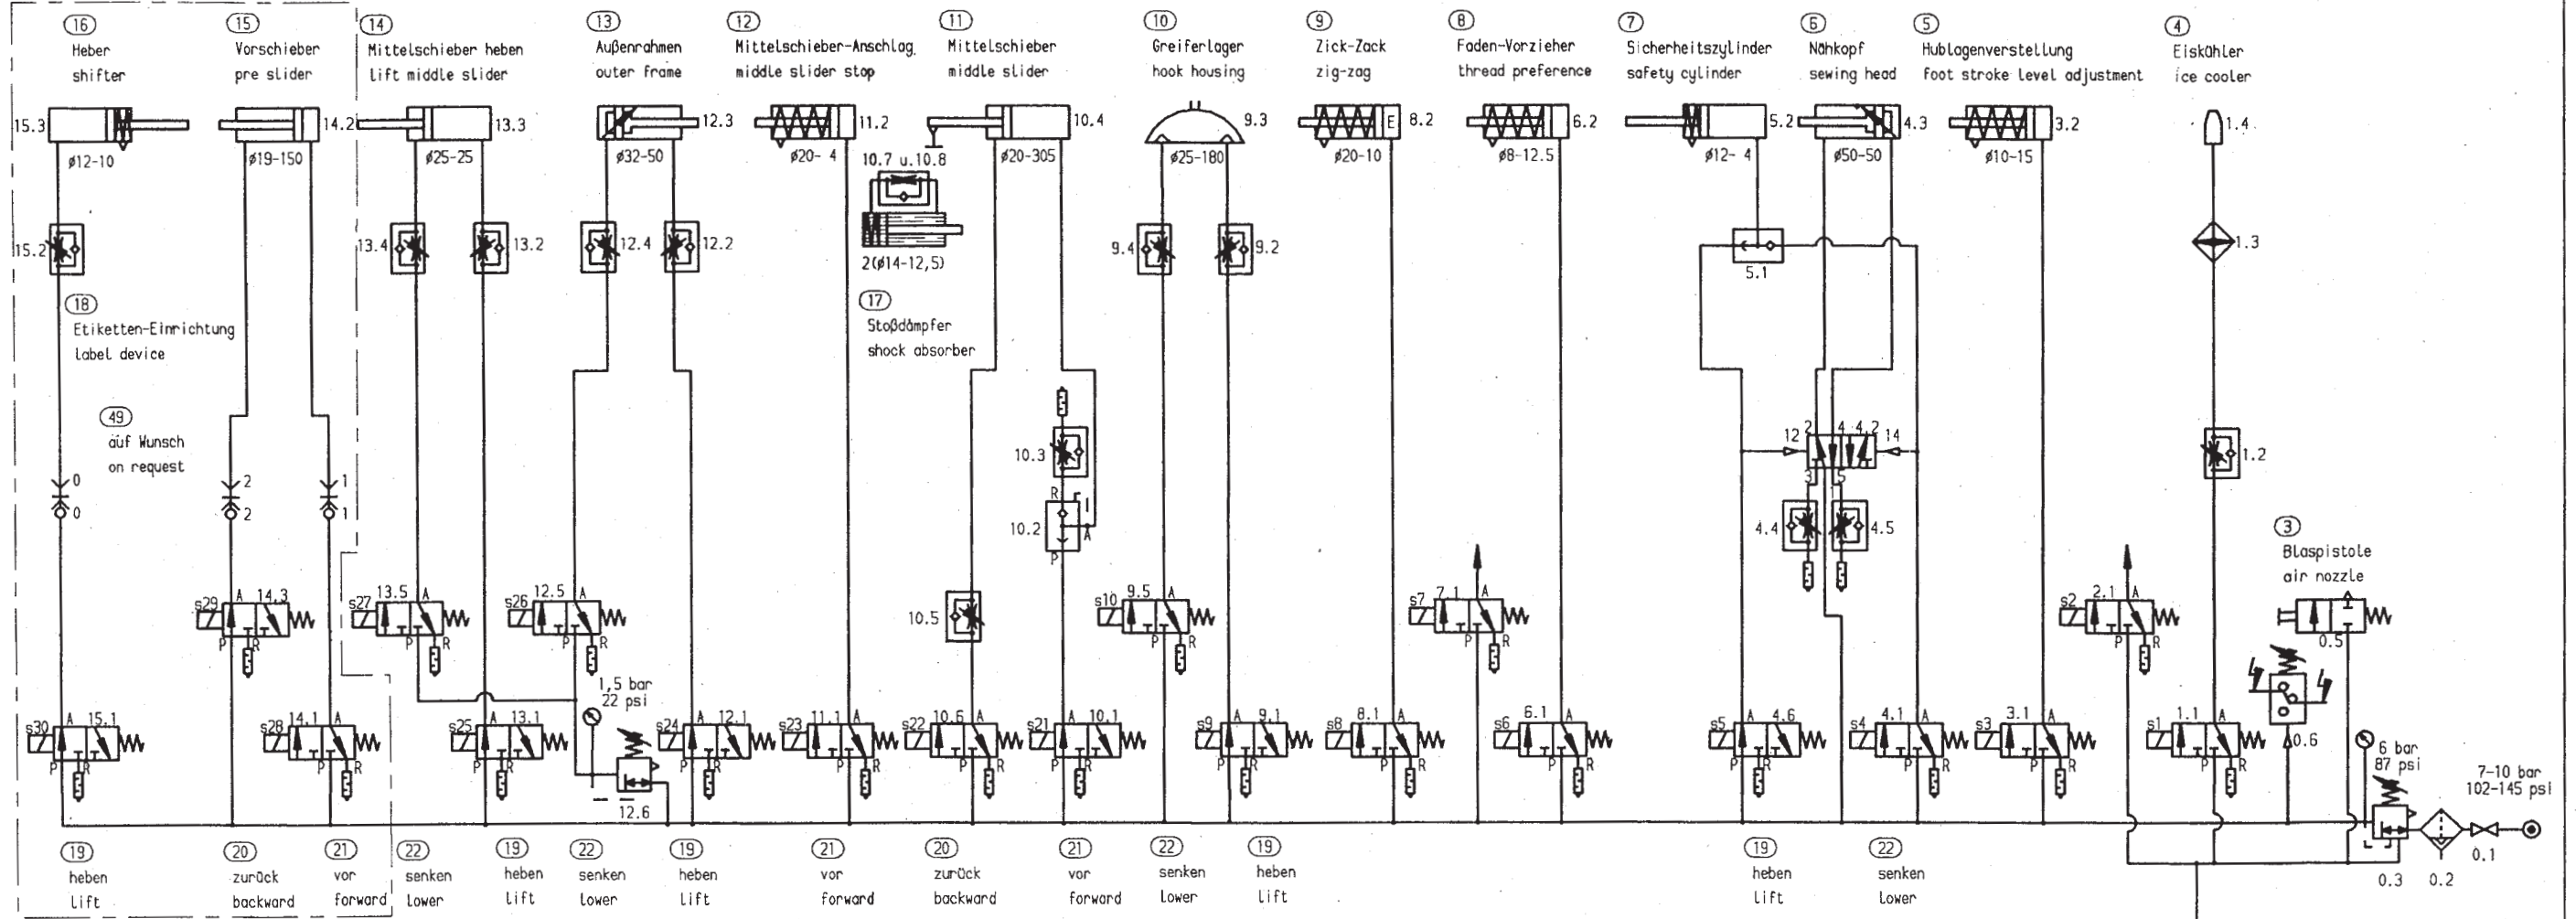 16
Heber
shifter
15
Vorschieber
pre slider
14
Mittelschieber heben
lift middle slider
13
Außenrahmen
outer frame
12
Mittelschieber-Anschlag
middle slider stop
11
Mittelschieber
middle slider
10
Greiferlager
hook housing
9
Zick-Zack
zig-zag
8
Faden-Vorzieher
thread preference
7
Sicherheitszylinder
safety cylinder
6
Nähkopf
sewing head
5
Hublagenverstellung
foot stroke level adjustment
4
Eiskühler
ice cooler
15.3
14.2
13.3
12.3
11.2
10.4
9.3
E
8.2
6.2
5.2
4.3
3.2
1.4
ø12-10
ø19-150
ø25-25
ø32-50
ø20- 4
ø20-305
ø25-180
ø20-10
ø8-12.5
ø12- 4
ø50-50
ø10-15
10.7 u.10.8
2(ø14-12,5)
17
Stoßdämpfer
shock absorber
15.2
13.4
13.2
12.4
12.2
9.4
9.2
5.1
1.3
18
Etiketten-Einrichtung
label device
49
auf Wunsch
on request
0
0
2
2
1
1
10.3
R
10.2
A
P
12
2
4
4.2
14
3
1
5
4.4
4.5
1.2
3
Blaspistole
air nozzle
0.5
s29
A
14.3
P
R
s27
13.5
A
P
R
s26
12.5
A
P
R
10.5
s10
9.5
A
P
R
s7
7.1
A
P
R
s2
2.1
A
P
R
1,5 bar
22 psi
12.6
s30
A
15.1
P
R
s28
14.1
A
P
R
s25
A
13.1
P
R
s24
A
12.1
P
R
s23
11.1
A
P
R
s22
10.6
A
P
R
s21
A
10.1
P
R
s9
A
9.1
P
R
s8
8.1
A
P
R
s6
6.1
A
P
R
s5
A
4.6
P
R
s4
4.1
A
P
R
s3
3.1
A
P
R
s1
1.1
A
P
R
0.6
6 bar
87 psi
7-10 bar
102-145 psi
0.1
0.3
0.2
19
heben
lift
20
zurück
backward
21
vor
forward
22
senken
lower
19
heben
lift
22
senken
lower
19
heben
lift
21
vor
forward
20
zurück
backward
21
vor
forward
22
senken
lower
19
heben
lift
19
heben
lift
22
senken
lower